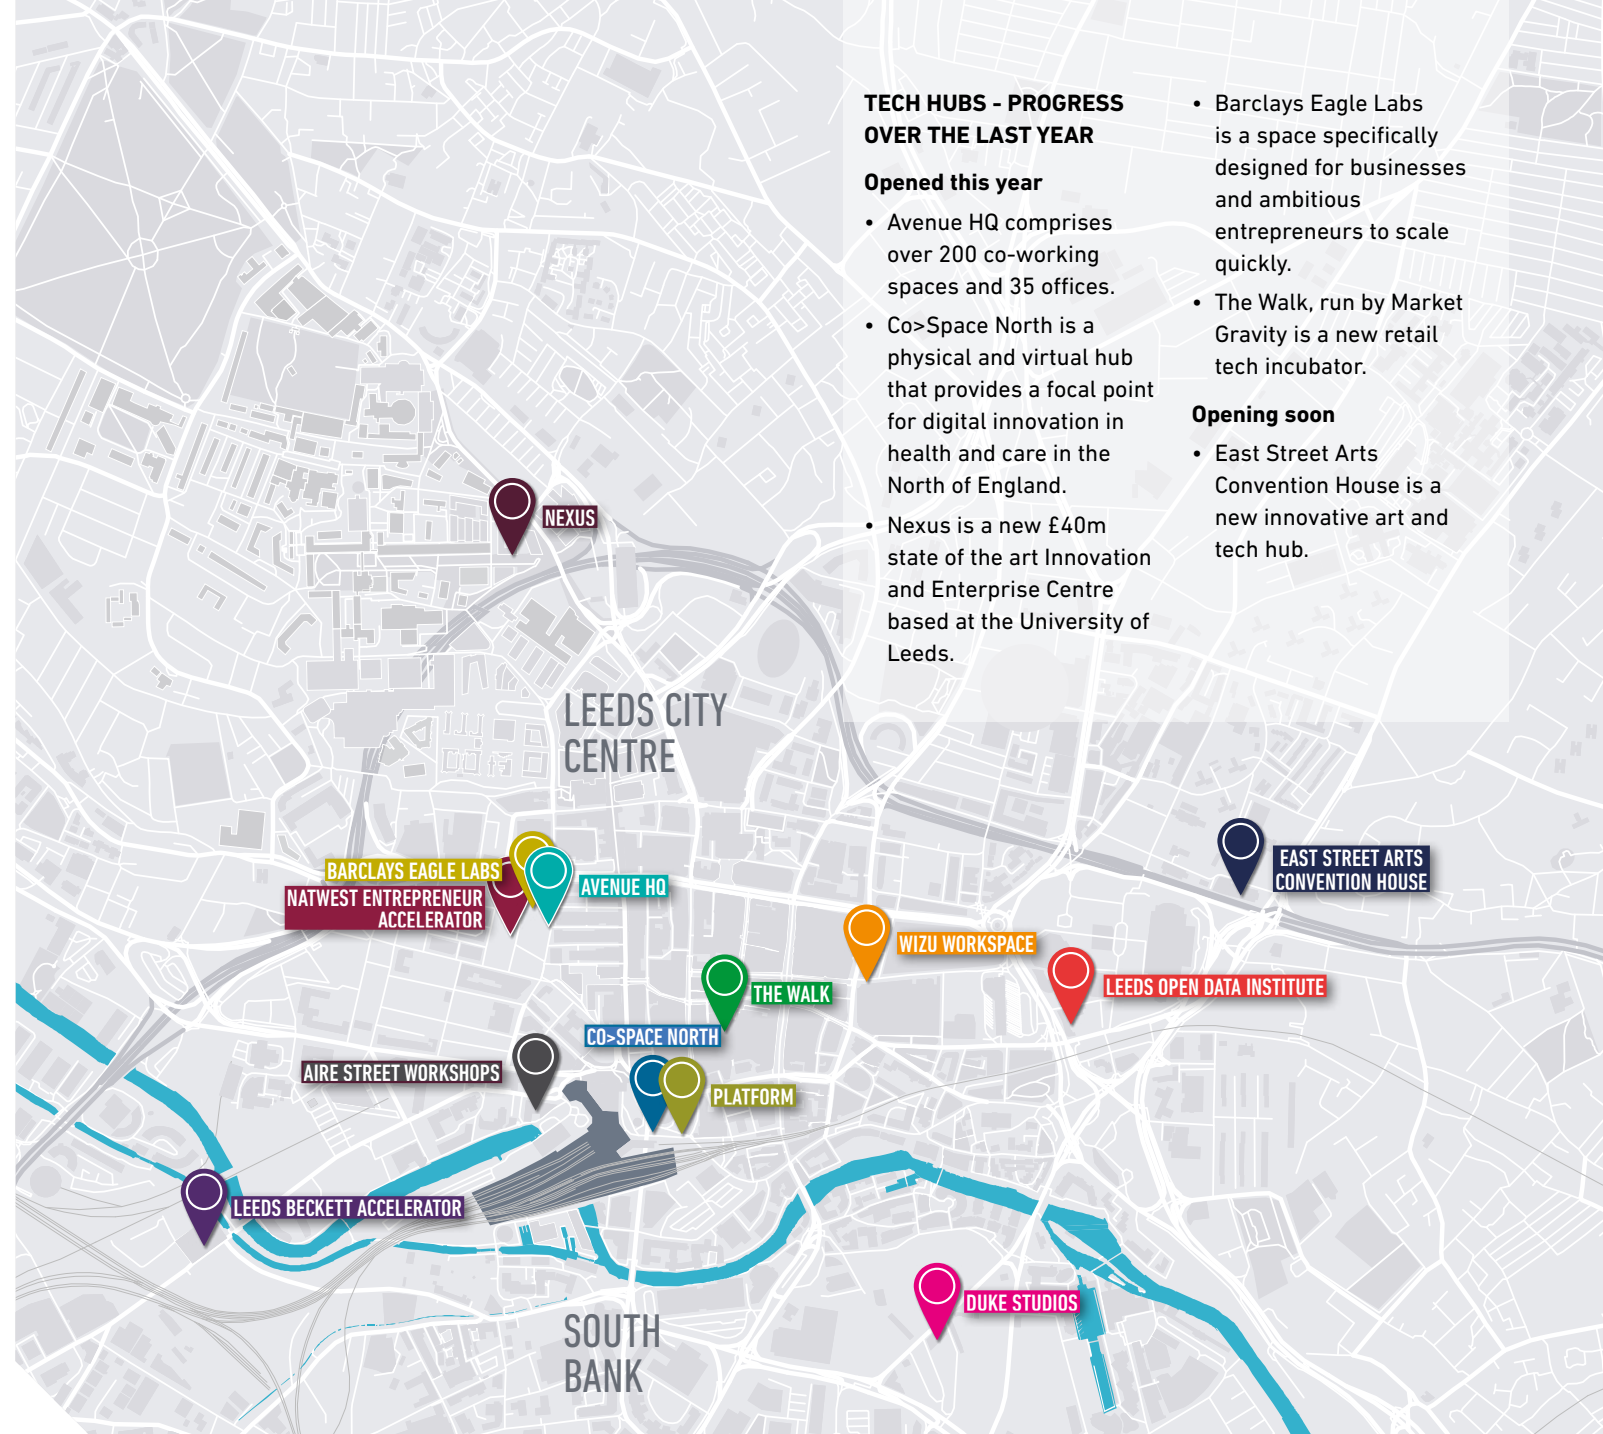 TECH HUBS - PROGRESS
OVER THE LAST YEAR
Opened this year
• Avenue HQ comprises
over 200 co-working
spaces and 35 offices.
• Co>Space North is a
physical and virtual hub
that provides a focal point
for digital innovation in
health and care in the
North of England.
• Nexus is a new £40m
state of the art Innovation
and Enterprise Centre
based at the University of
Leeds.
• Barclays Eagle Labs
is a space specifically
designed for businesses
and ambitious
entrepreneurs to scale
quickly.
• The Walk, run by Market
Gravity is a new retail
tech incubator.
Opening soon
• East Street Arts
Convention House is a
new innovative art and
tech hub.
NEXUS
LEEDS CITY
CENTRE
BARCLAYS EAGLE LABS
NATWEST ENTREPRENEUR
ACCELERATOR
AVENUE HQ
EAST STREET ARTS
CONVENTION HOUSE
WIZU WORKSPACE
LEEDS OPEN DATA INSTITUTE
THE WALK
CO>SPACE NORTH
AIRE STREET WORKSHOPS
PLATFORM
LEEDS BECKETT ACCELERATOR
DUKE STUDIOS
SOUTH
BANK